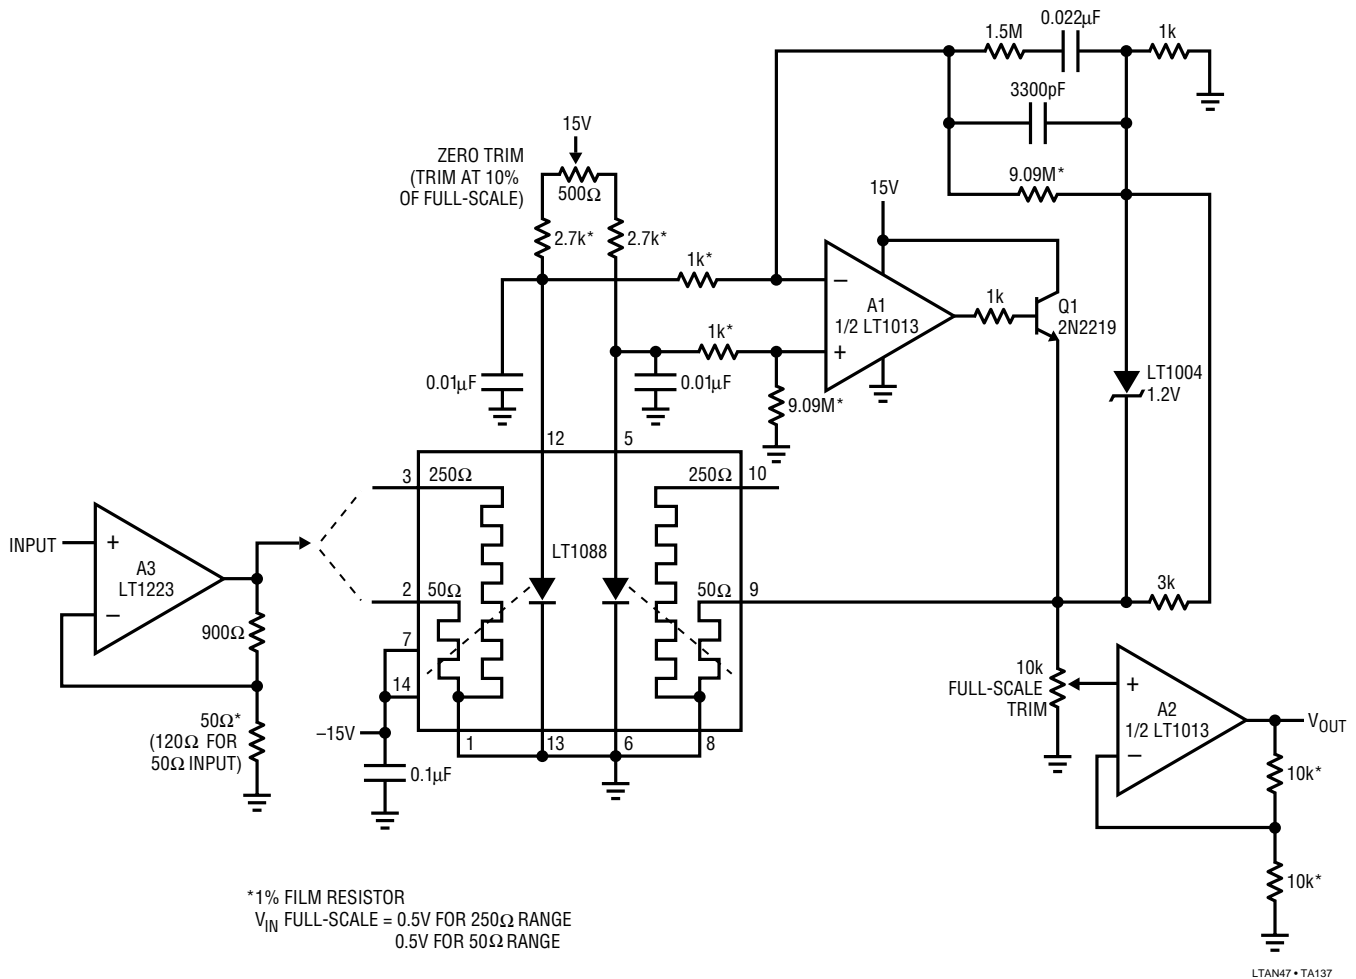 1.5M
0.022µF
1k
3300pF
9.09M*
15V
ZERO TRIM
(TRIM AT 10%
OF FULL-SCALE)
500Ω
2.7k*
2.7k*
15V
1k*
–
A1
1/2 LT1013
+
1k
Q1
2N2219
1k*
0.01µF
0.01µF
9.09M*
LT1004
1.2V
12
5
3
250Ω
250Ω
10
INPUT
+
A3
LT1223
–
LT1088
2
50Ω
50Ω
9
3k
900Ω
7
14
50Ω*
(120Ω FOR
50Ω INPUT)
–15V
1
13
6
8
0.1µF
10k
FULL-SCALE
TRIM
+
A2
1/2 LT1013
–
VOUT
10k*
10k*
*1% FILM RESISTOR
VIN FULL-SCALE = 0.5V FOR 250Ω RANGE
0.5V FOR 50Ω RANGE
LTAN47 • TA137